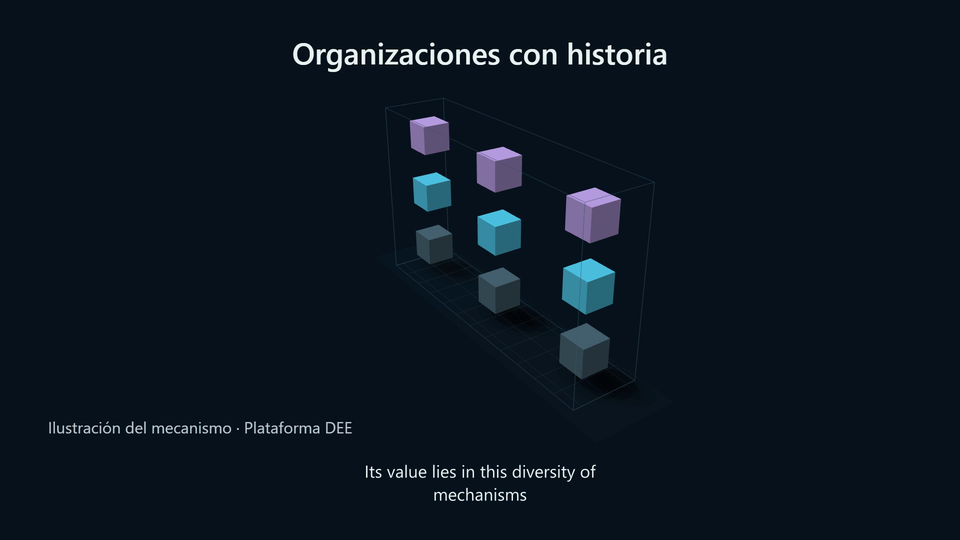 Organizaciones con historia
Ilustración del mecanismo · Plataforma DEE
Its value lies in this diversity of
mechanisms